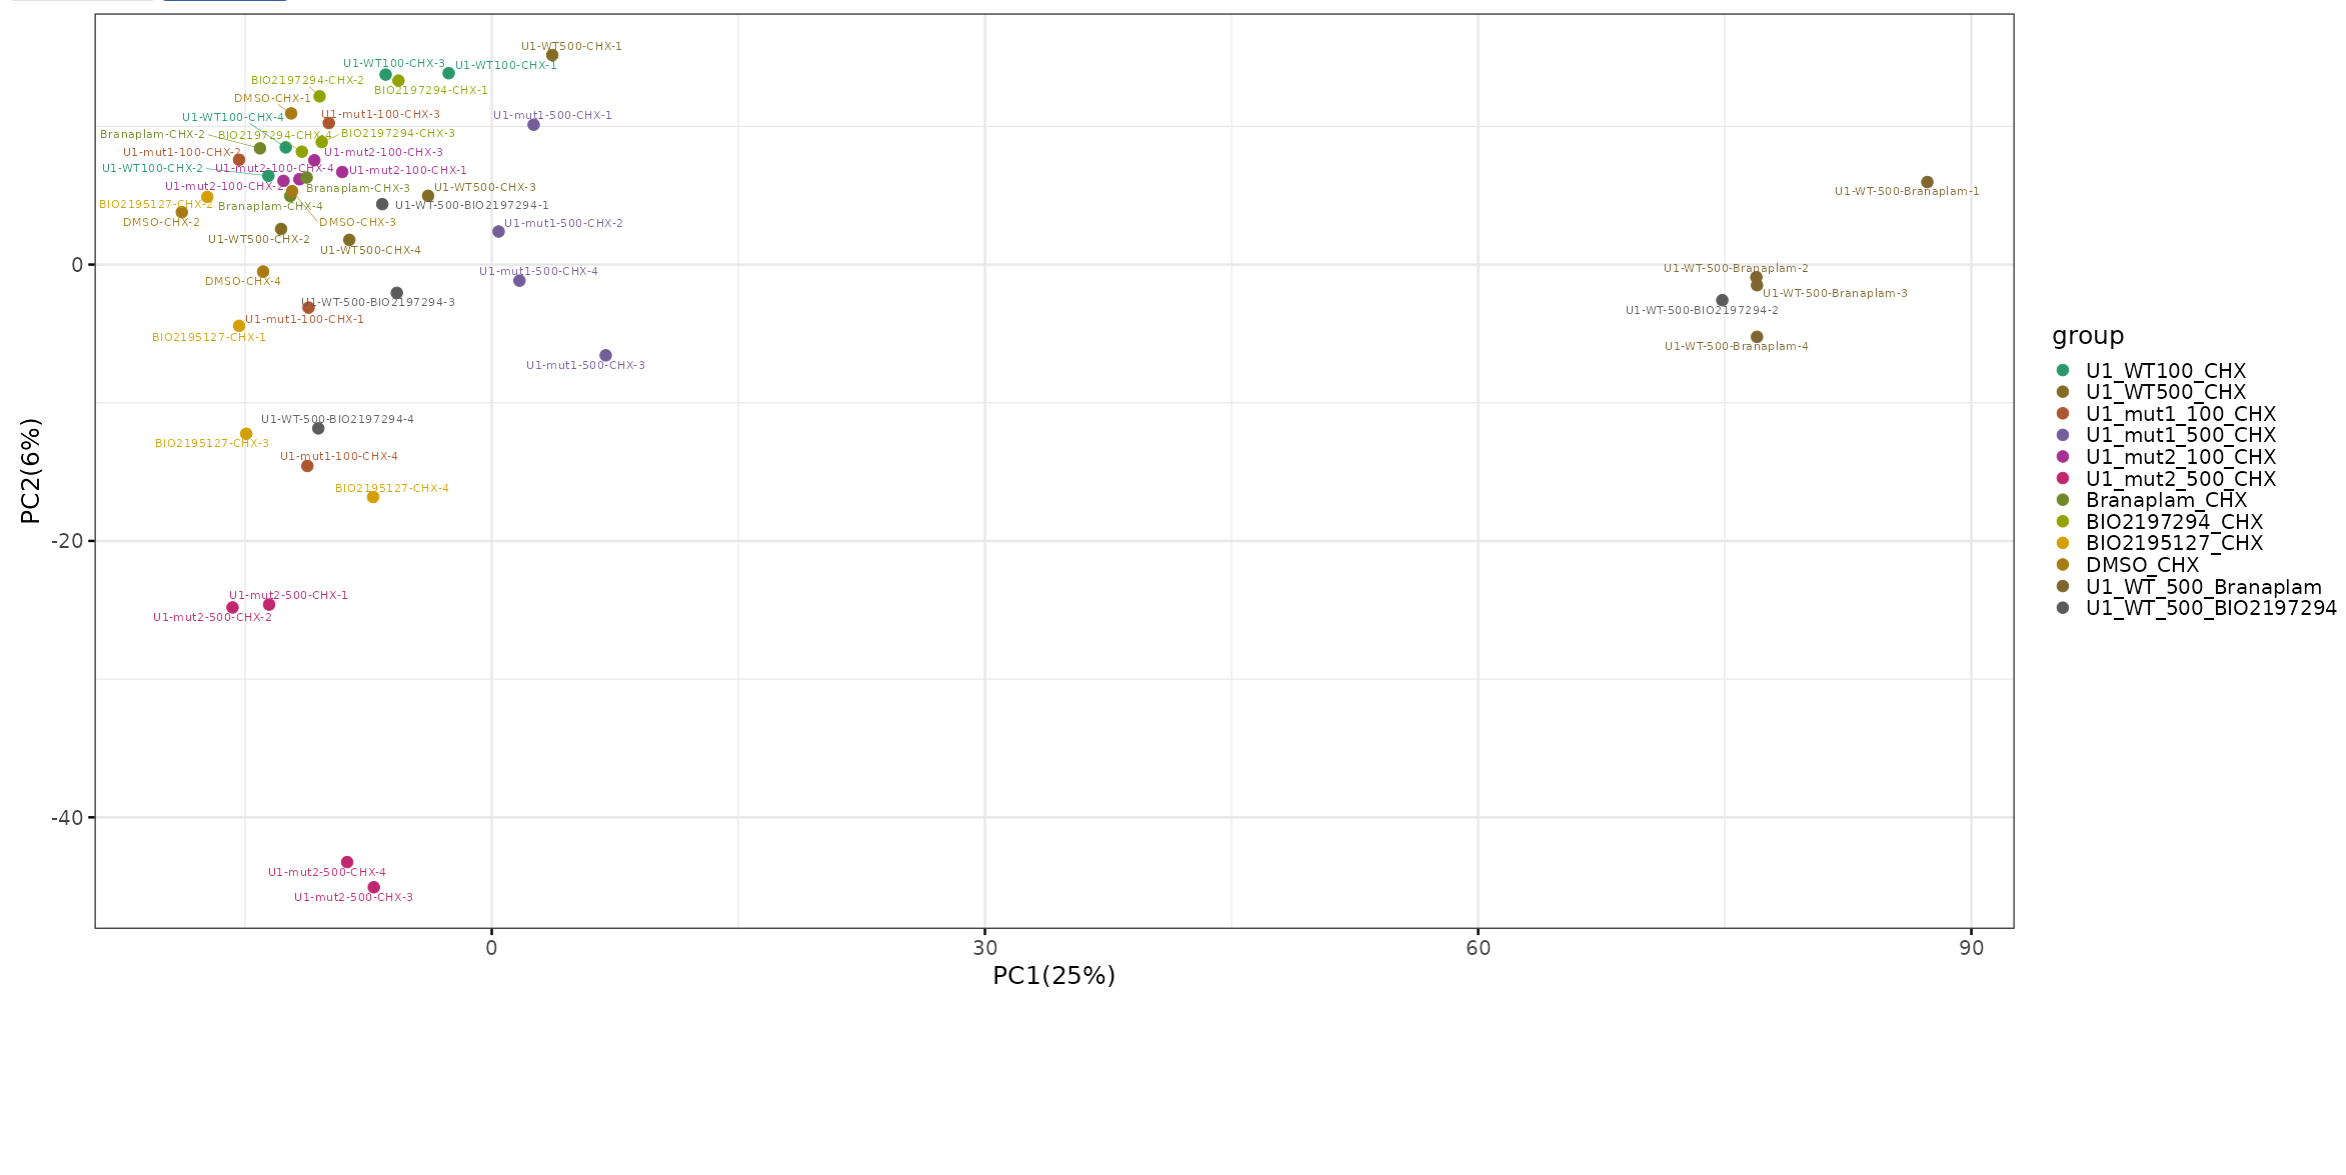 U1-WT500-CHX-1
U1-WT100-CHX-3
U1-WT100-CHX-1
BIO2197294-CHX-2
BIO2197294-CHX-1
DMSO-CHX-1
U1-mut1-100-CHX-3
U1-mut1-500-CHX-1
U1-WT100-CHX-4
Branaplam-CHX-2
BIO2197294-CHX-4
BIO2197294-CHX-3
U1-mut1-100-CHX-2
U1-mut2-100-CHX-3
U1-WT100-CHX-2
U1-mut2-100-CHX-4
U1-mut2-100-CHX-1
U1-mut2-100-CHX-2
Branaplam-CHX-3
U1-WT500-CHX-3
U1-WT-500-Branaplam-1
BIO2195127-CHX-2
Branaplam-CHX-4
U1-WT-500-BIO2197294-1
DMSO-CHX-2
DMSO-CHX-3
U1-mut1-500-CHX-2
U1-WT500-CHX-2
U1-WT500-CHX-4
0
U1-mut1-500-CHX-4
U1-WT-500-Branaplam-2
DMSO-CHX-4
U1-WT-500-Branaplam-3
U1-WT-500-BIO2197294-3
U1-WT-500-BIO2197294-2
U1-mut1-100-CHX-1
BIO2195127-CHX-1
U1-WT-500-Branaplam-4
U1-mut1-500-CHX-3
U1-WT-500-BIO2197294-4
BIO2195127-CHX-3
U1-mut1-100-CHX-4
BIO2195127-CHX-4
-20
U1-mut2-500-CHX-1
U1-mut2-500-CHX-2
-40
U1-mut2-500-CHX-4
U1-mut2-500-CHX-3
PC2(6%)
0
30
60
90
PC1(25%)
group
U1_WT100_CHX
U1_WT500_CHX
U1_mut1_100_CHX
U1_mut1_500_CHX
U1_mut2_100_CHX
U1_mut2_500_CHX
Branaplam_CHX
BIO2197294_CHX
BIO2195127_CHX
DMSO_CHX
U1_WT_500_Branaplam
U1_WT_500_BIO2197294